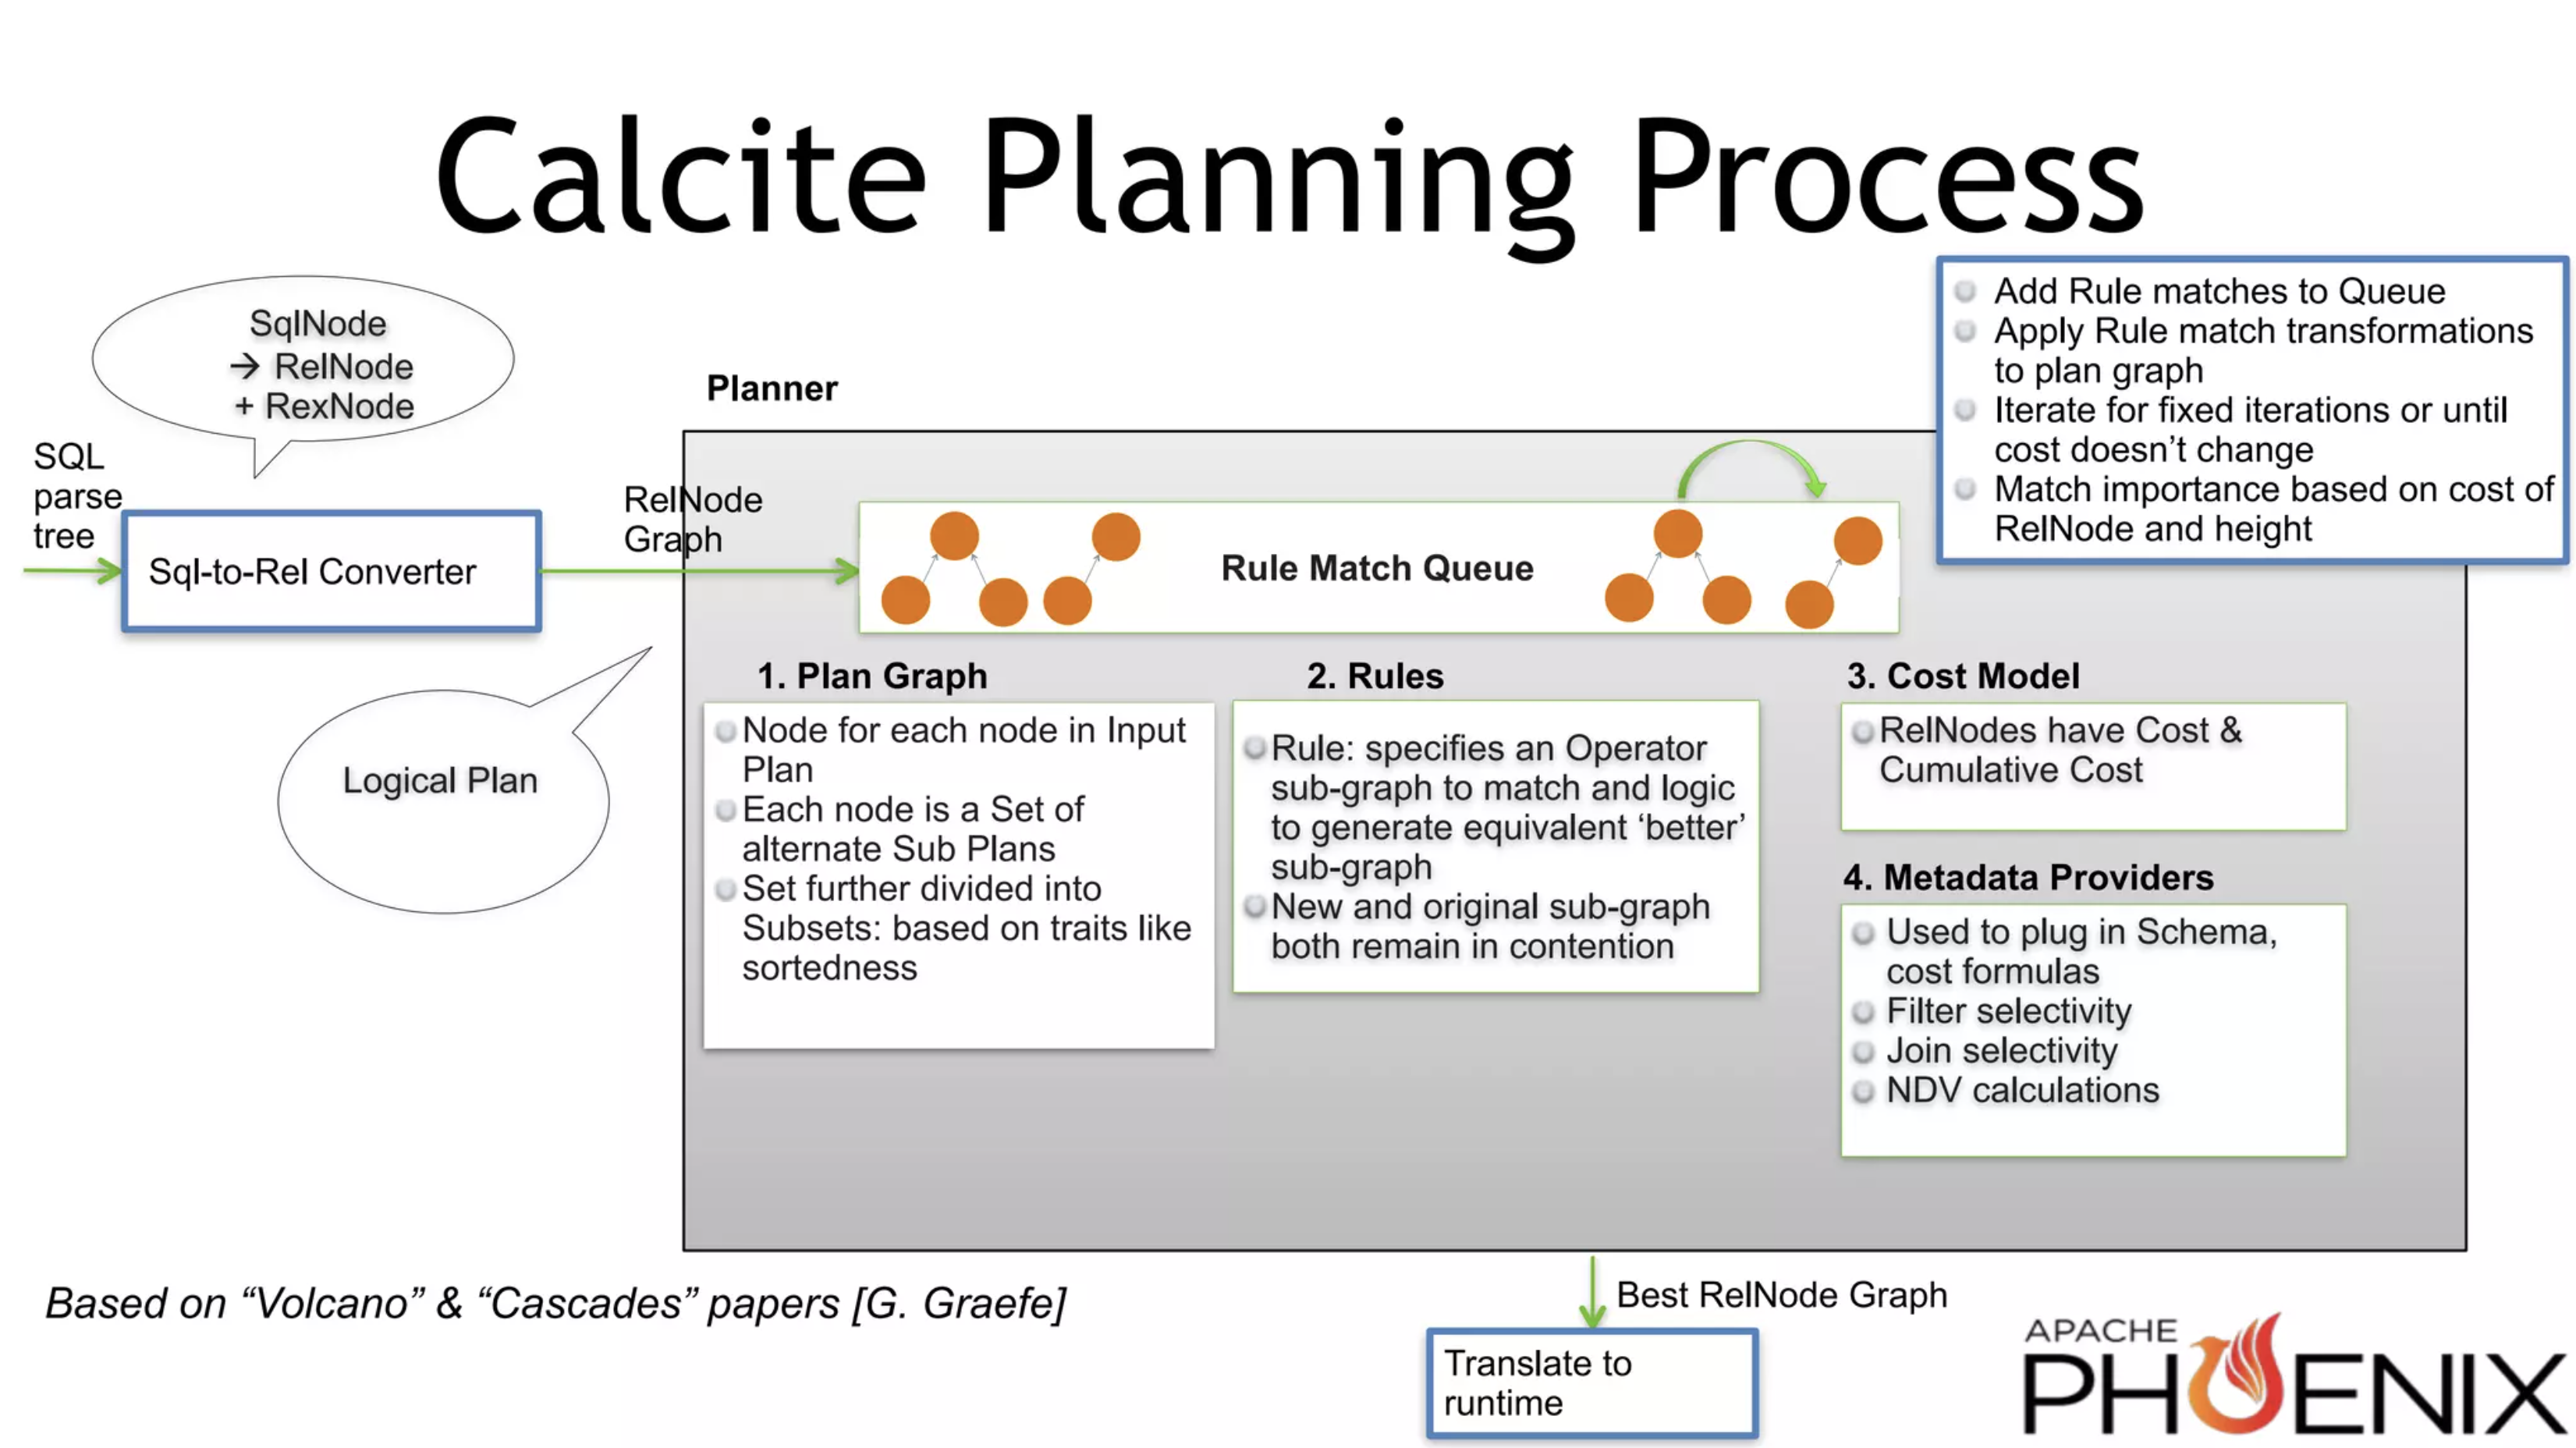 Calcite Planning Process
SqlNode
→ RelNode
+ RexNode
SQL
parse
tree
Sql-to-Rel Converter
RelNode
Graph
Logical Plan
Planner
Rule Match Queue
Add Rule matches to Queue
Apply Rule match transformations
to plan graph
Iterate for fixed iterations or until
cost doesn’t change
Match importance based on cost of
RelNode and height
1. Plan Graph
Node for each node in Input
Plan
Each node is a Set of
alternate Sub Plans
Set further divided into
Subsets: based on traits like
sortedness
2. Rules
Rule: specifies an Operator
sub-graph to match and logic
to generate equivalent ‘better’
sub-graph
New and original sub-graph
both remain in contention
3. Cost Model
RelNodes have Cost &
Cumulative Cost
4. Metadata Providers
Used to plug in Schema,
cost formulas
Filter selectivity
Join selectivity
NDV calculations
Based on “Volcano” & “Cascades” papers [G. Graefe]
Best RelNode Graph
Translate to
runtime
APACHE
PHOENIX